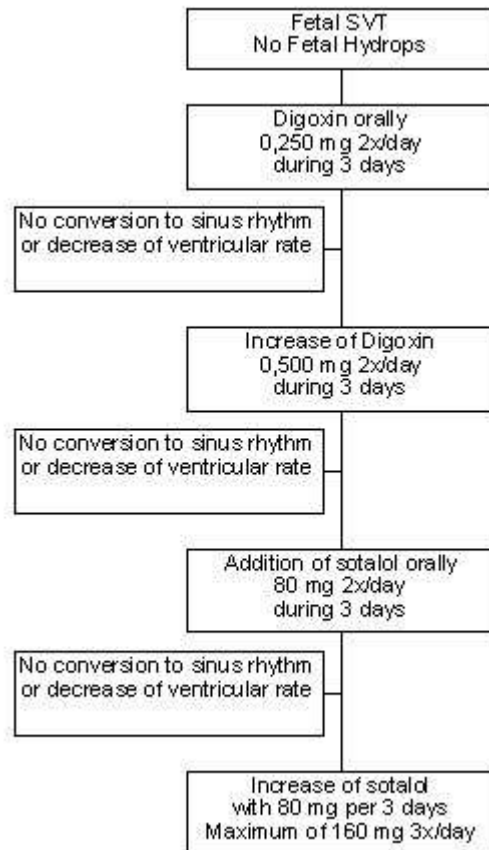 Fetal SVT
No Fetal Hydrops
Digoxin orally
0,250 mg 2x/day
during 3 days
No conversion to sinus rhythm
or decrease of ventricular rate
Increase of Digoxin
0,500 mg 2x/day
during 3 days
No conversion to sinus rhythm
or decrease of ventricular rate
Addition of sotalol orally
80 mg 2x/day
during 3 days
No conversion to sinus rhythm
or decrease of ventricular rate
Increase of sotalol
with 80 mg per 3 days
Maximum of 160 mg 3x/day